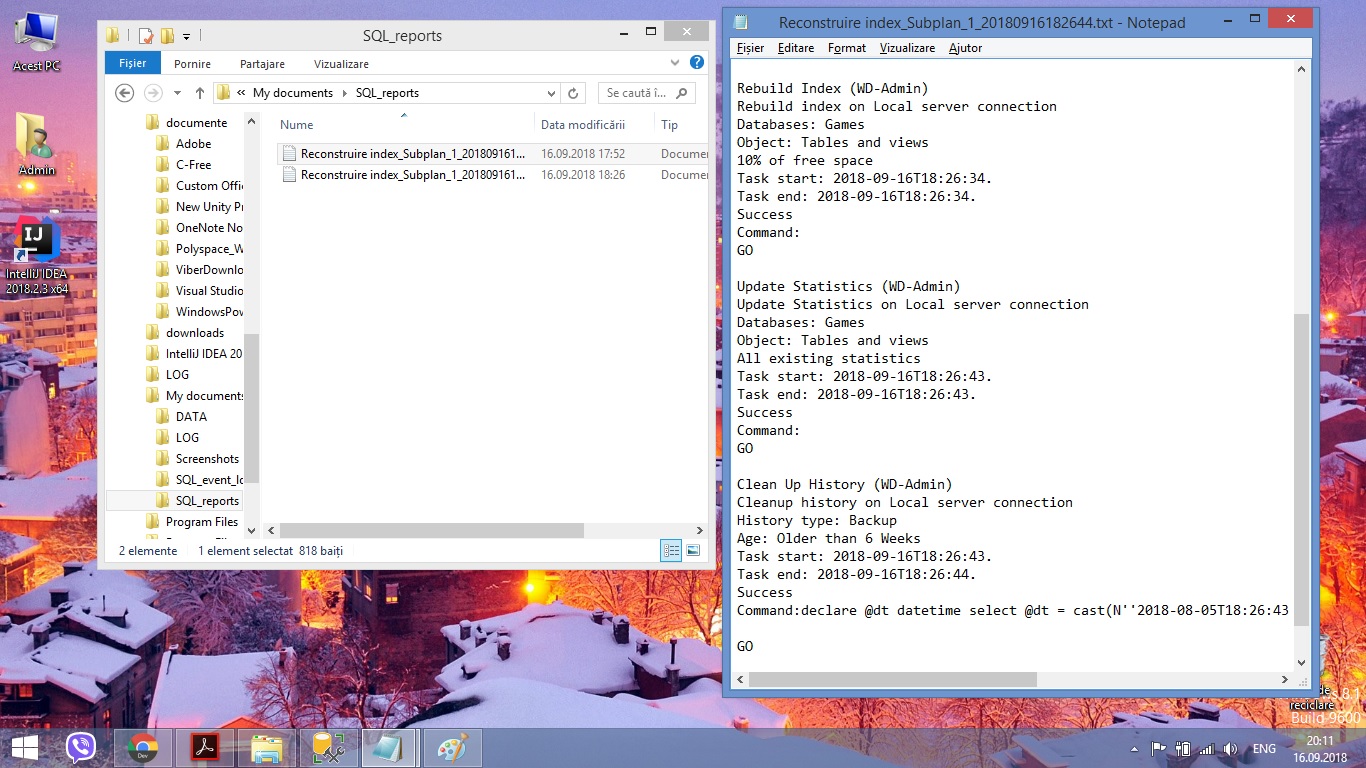 Acest PC
Admin
IntelliJ IDEA
2018.2.3 x64
SQL_reports
Fișier
Pornire
Partajare
Vizualizare
My documents
SQL_reports
Se caută î...
documente
Adobe
C-Free
Custom Offi
New Unity Pr
OneNote No
Polyspace_W
ViberDownlo
Visual Studio
WindowsPow
downloads
IntelliJ IDEA 20
LOG
My documents
DATA
LOG
Screenshots
SQL_event_lo
SQL_reports
Program Files
Nume
Data modificării
Tip
Reconstruire index_Subplan_1_201809161... 16.09.2018 17:52 Documen
Reconstruire index_Subplan_1_201809161... 16.09.2018 18:26 Documen
2 elemente
1 element selectat 818 baiți
Reconstruire index_Subplan_1_20180916182644.txt - Notepad
Fișier Editare Format Vizualizare Ajutor
Rebuild Index (WD-Admin)
Rebuild index on Local server connection
Databases: Games
Object: Tables and views
10% of free space
Task start: 2018-09-16T18:26:34.
Task end: 2018-09-16T18:26:34.
Success
Command:
GO
Update Statistics (WD-Admin)
Update Statistics on Local server connection
Databases: Games
Object: Tables and views
All existing statistics
Task start: 2018-09-16T18:26:43.
Task end: 2018-09-16T18:26:43.
Success
Command:
GO
Clean Up History (WD-Admin)
Cleanup history on Local server connection
History type: Backup
Age: Older than 6 Weeks
Task start: 2018-09-16T18:26:43.
Task end: 2018-09-16T18:26:44.
Success
Command:declare @dt datetime select @dt = cast(N''2018-08-05T18:26:43
GO
de
reciclare
s 8.1
Build 9600
Dev
ENG
20:11
16.09.2018